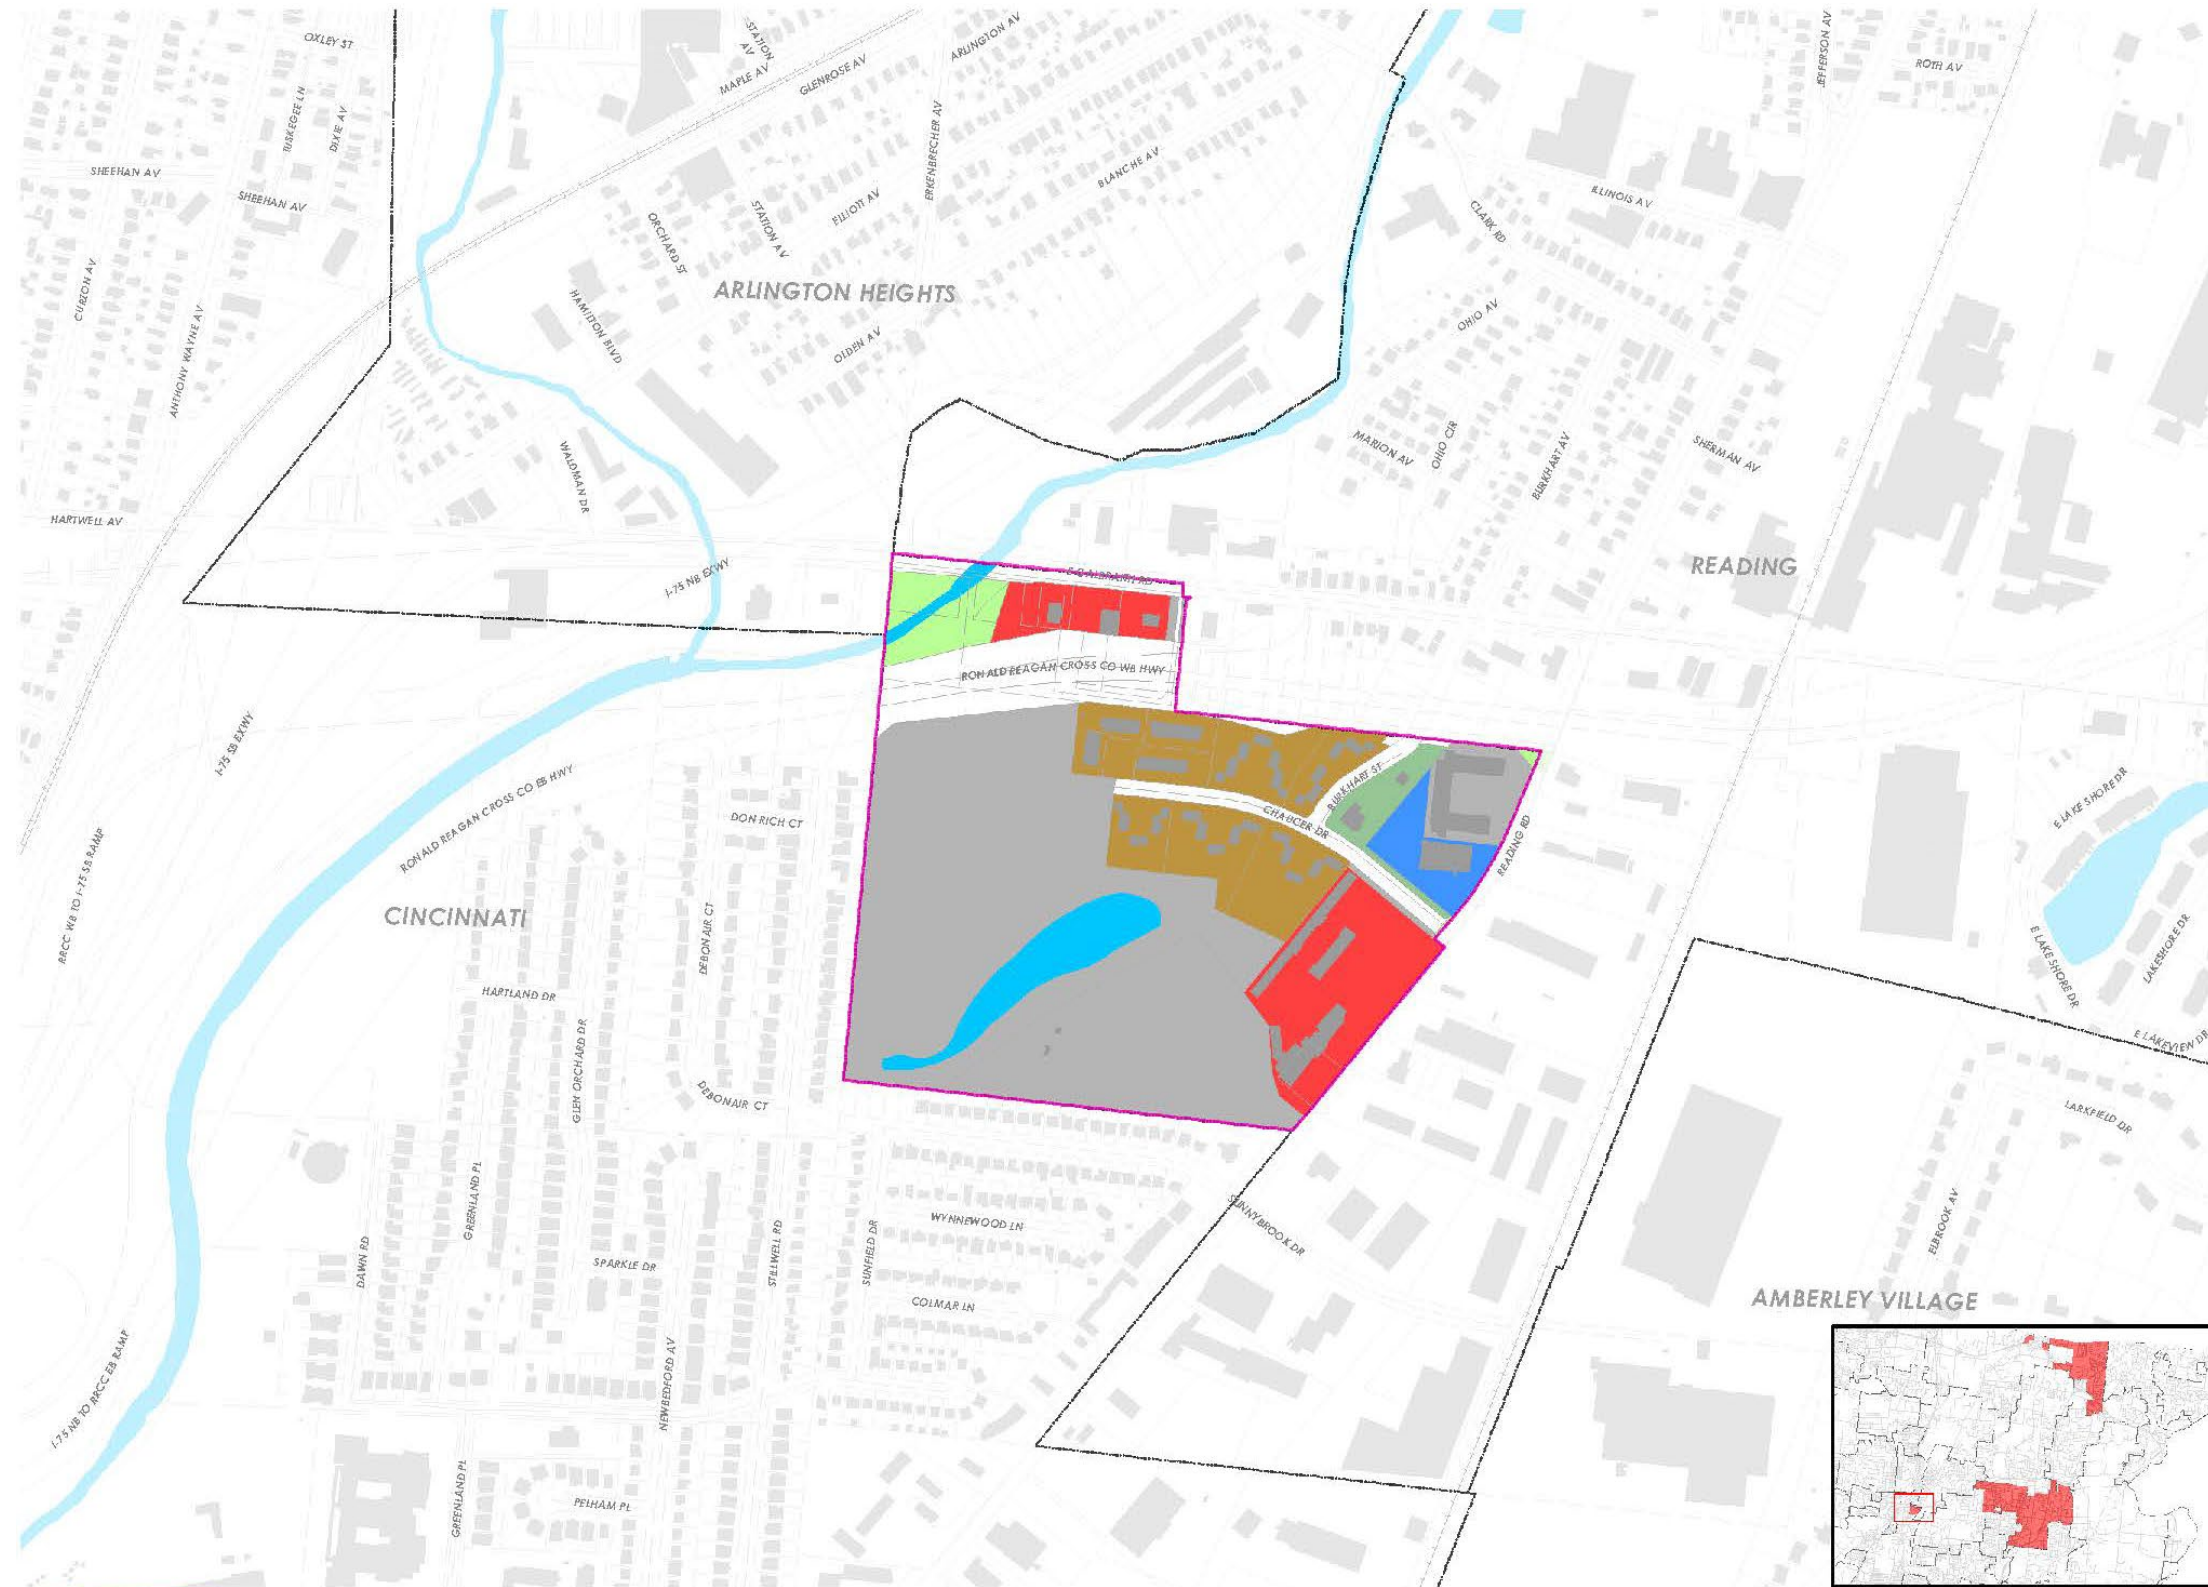 OXLEY ST
STATION AV
MAPLE AV
GLENROSE AV
ARLINGTON AV
JEFFERSON AV
ROTH AV
TUSKEGEE LN
DIXIE AV
SHEEHAN AV
SHEEHAN AV
ERKENBRECHER AV
BLANCHE AV
ILLINOIS AV
CLARK RD
ORCHARD ST
STATION AV
ELLIOTT AV
CURZON AV
ANTHONY WAYNE AV
ARLINGTON HEIGHTS
HAMILTON BLVD
OLDEN AV
OHIO AV
MARION AV
OHIO CIR
BURKHART AV
SHERMAN AV
WALDMAN DR
HARTWELL AV
I-75 NB EXWY
E GALBRAITH RD
READING
RONALD REAGAN CROSS CO WB HWY
I-75 SB EXWY
RONALD REAGAN CROSS CO EB HWY
DON RICH CT
BURKHART ST
CHAUCER DR
READING RD
E LAKE SHORE DR
RRCC WB TO I-75 SB RAMP
CINCINNATI
DEBON AIR CT
HARTLAND DR
E LAKE SHORE DR
LAKESHORE DR
E LAKEVIEW DR
GLEN ORCHARD DR
DEBONAIR CT
LARKFIELD DR
GREENLAND PL
DAWN RD
SPARKLE DR
STILLWELL RD
SUNFIELD DR
WYNNEWOOD LN
SUNNYBROOK DR
ELBROOK AV
COLMAR LN
AMBERLEY VILLAGE
I-75 NB TO RRCC EB RAMP
NEWBEDFORD AV
GREENLAND PL
PELHAM PL